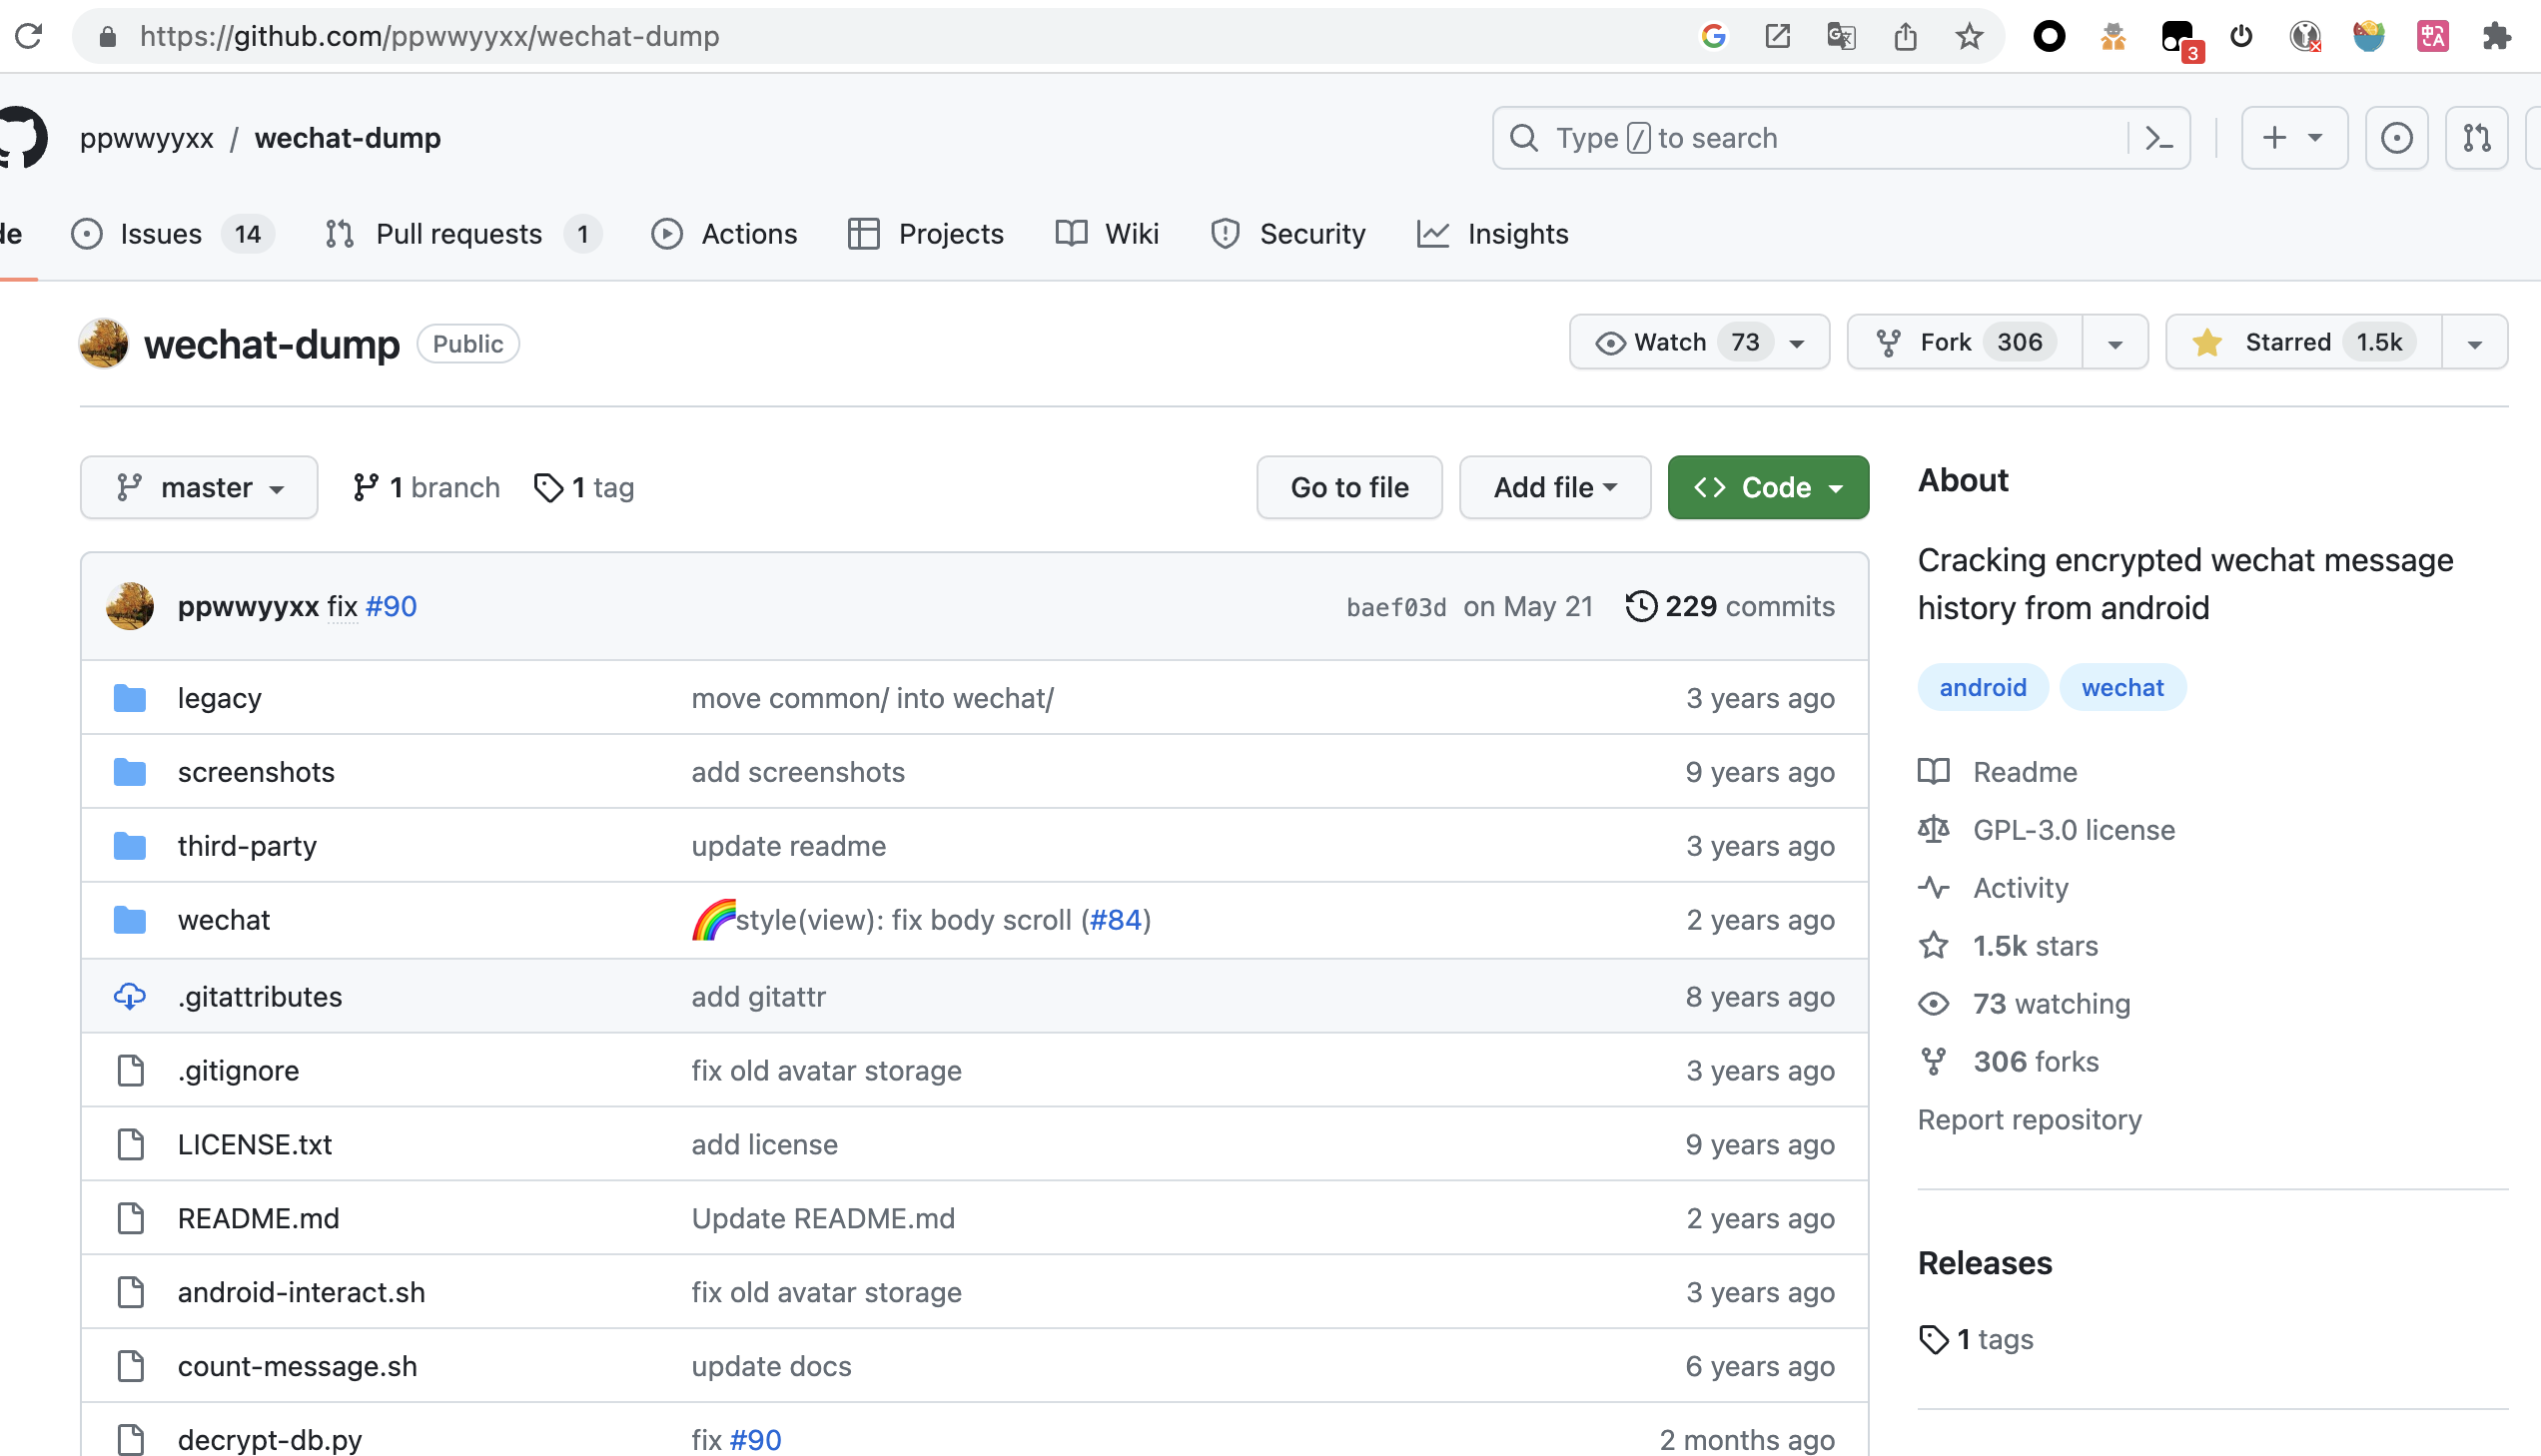 https://github.com/ppwwyyxx/wechat-dump
3
ppwwyyxx / wechat-dump
Type / to search
de Issues 14 Pull requests 1 Actions Projects Wiki Security Insights
wechat-dump Public
Watch 73 Fork 306 Starred 1.5k
master 1 branch 1 tag Go to file Add file Code
ppwwyyxx fix #90 baef03d on May 21 229 commits
legacy move common/ into wechat/ 3 years ago
screenshots add screenshots 9 years ago
third-party update readme 3 years ago
wechat 🌈style(view): fix body scroll (#84) 2 years ago
.gitattributes add gitattr 8 years ago
.gitignore fix old avatar storage 3 years ago
LICENSE.txt add license 9 years ago
README.md Update README.md 2 years ago
android-interact.sh fix old avatar storage 3 years ago
count-message.sh update docs 6 years ago
decrypt-db.py fix #90 2 months ago
About
Cracking encrypted wechat message
history from android
android wechat
Readme
GPL-3.0 license
Activity
1.5k stars
73 watching
306 forks
Report repository
Releases
1 tags